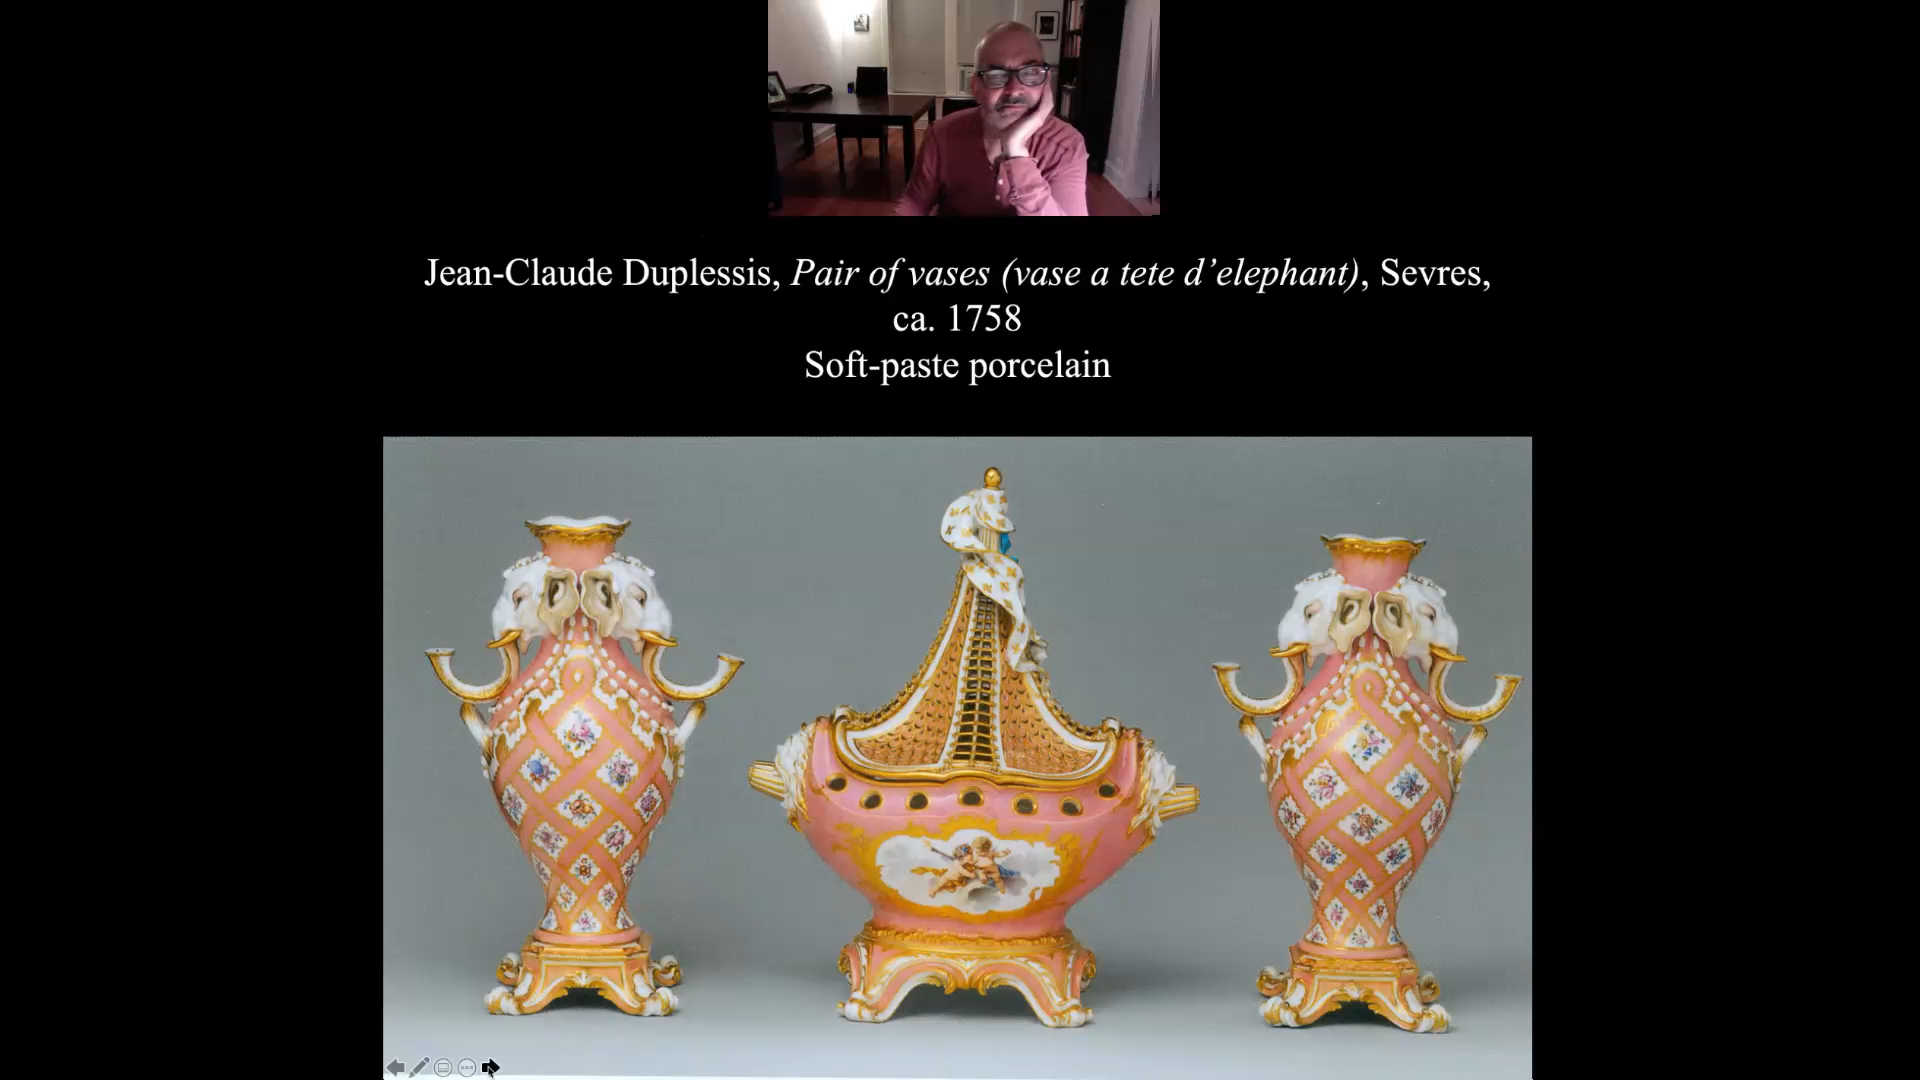 Jean-Claude Duplessis, Pair of vases (vase a tete d’elephant), Sevres,
ca. 1758
Soft-paste porcelain